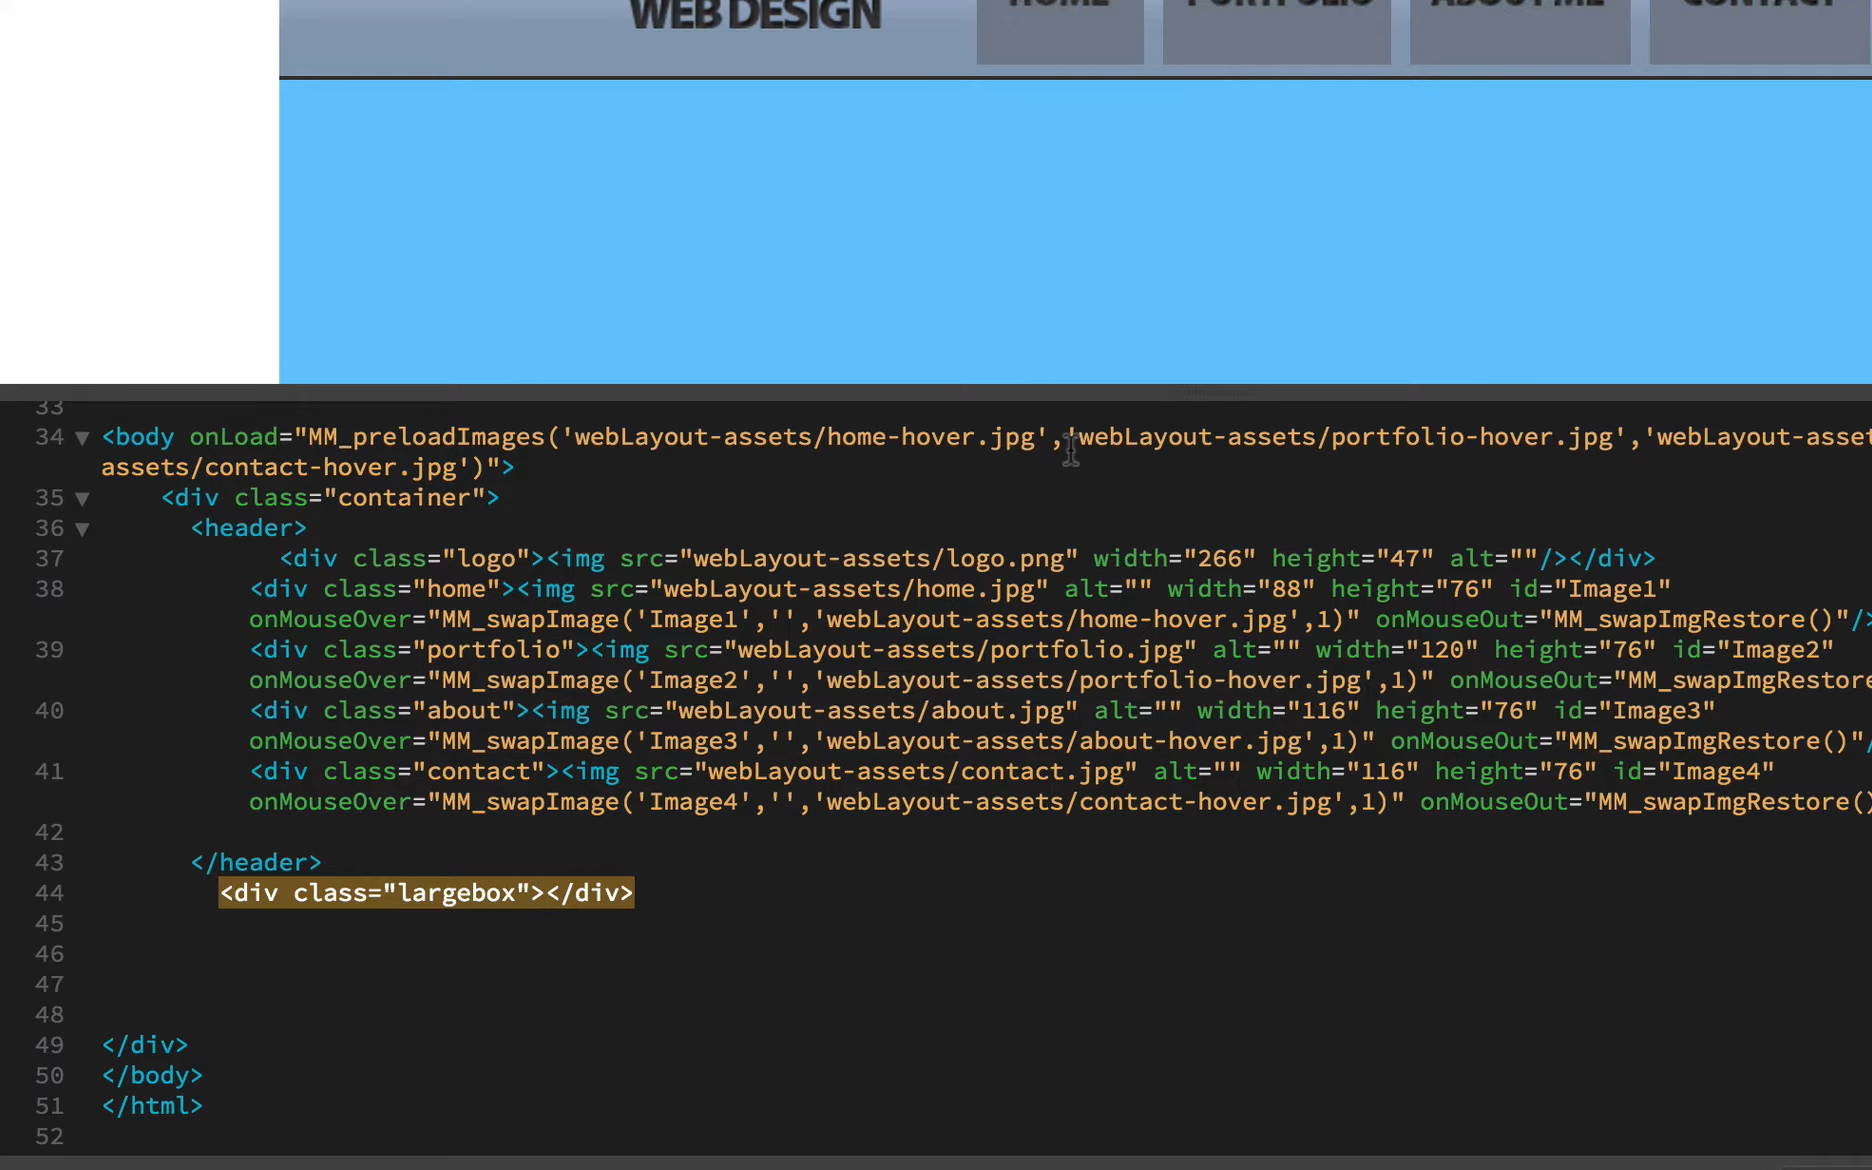 WEB DESIGN HOME PORTFOLIO ABOUT ME CONTACT
33
34 <body onLoad="MM_preloadImages('webLayout-assets/home-hover.jpg','webLayout-assets/portfolio-hover.jpg','webLayout-asset
assets/contact-hover.jpg')">
35 <div class="container">
36 <header>
37 <div class="logo"><img src="webLayout-assets/logo.png" width="266" height="47" alt=""/></div>
38 <div class="home"><img src="webLayout-assets/home.jpg" alt="" width="88" height="76" id="Image1"
onMouseOver="MM_swapImage('Image1','','webLayout-assets/home-hover.jpg',1)" onMouseOut="MM_swapImgRestore()"/>
39 <div class="portfolio"><img src="webLayout-assets/portfolio.jpg" alt="" width="120" height="76" id="Image2"
onMouseOver="MM_swapImage('Image2','','webLayout-assets/portfolio-hover.jpg',1)" onMouseOut="MM_swapImgRestore
40 <div class="about"><img src="webLayout-assets/about.jpg" alt="" width="116" height="76" id="Image3"
onMouseOver="MM_swapImage('Image3','','webLayout-assets/about-hover.jpg',1)" onMouseOut="MM_swapImgRestore()"/
41 <div class="contact"><img src="webLayout-assets/contact.jpg" alt="" width="116" height="76" id="Image4"
onMouseOver="MM_swapImage('Image4','','webLayout-assets/contact-hover.jpg',1)" onMouseOut="MM_swapImgRestore()
42
43 </header>
44 <div class="largebox"></div>
45
46
47
48
49 </div>
50 </body>
51 </html>
52